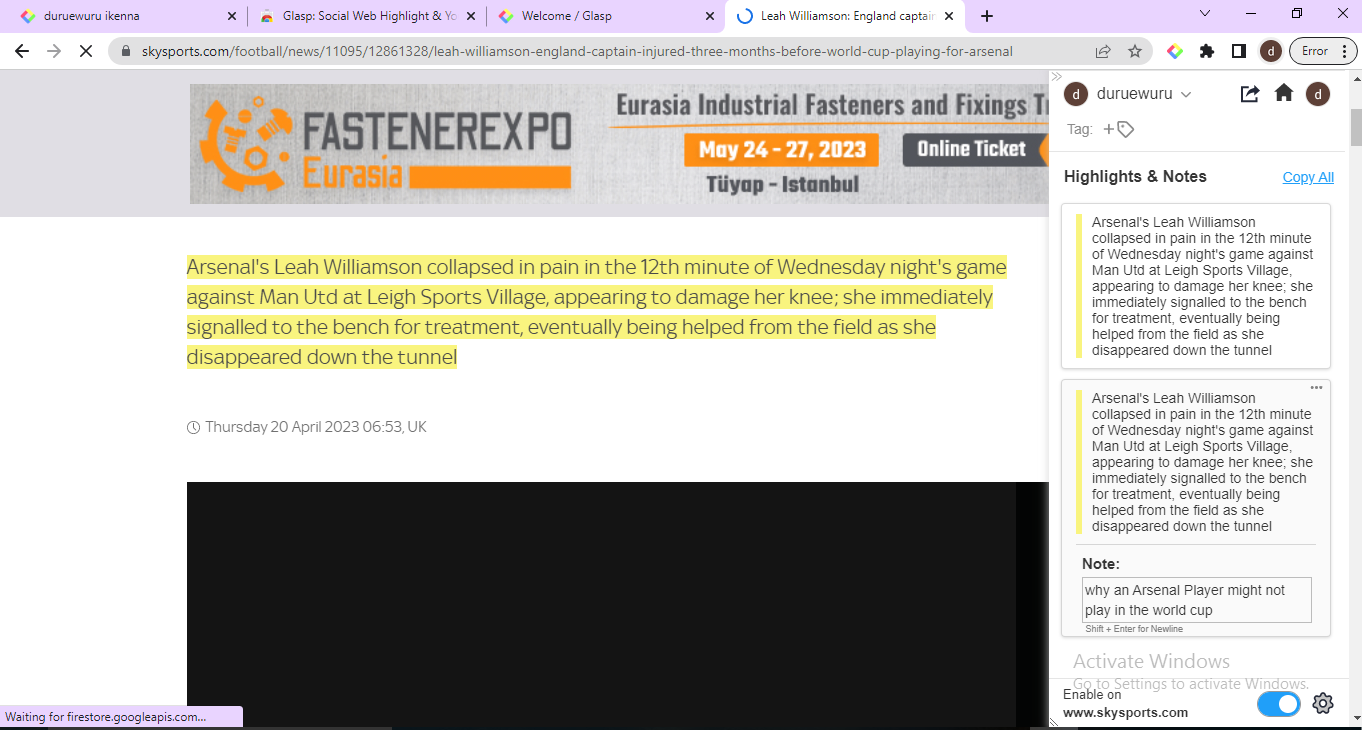 duruewuru ikenna
Glasp: Social Web Highlight & Yo
Welcome / Glasp
Leah Williamson: England captain
skysports.com/football/news/11095/12861328/leah-williamson-england-captain-injured-three-months-before-world-cup-playing-for-arsenal
d
Error
FASTENEREXPO
Eurasia
Eurasia Industrial Fasteners and Fixings
May 24 - 27, 2023
Online Ticket
Tüyap - Istanbul
Arsenal's Leah Williamson collapsed in pain in the 12th minute of Wednesday night's game
against Man Utd at Leigh Sports Village, appearing to damage her knee; she immediately
signalled to the bench for treatment, eventually being helped from the field as she
disappeared down the tunnel
Thursday 20 April 2023 06:53, UK
Waiting for firestore.googleapis.com...
d
duruewuru
d
Tag: +
Highlights & Notes
Copy All
Arsenal's Leah Williamson
collapsed in pain in the 12th minute
of Wednesday night's game against
Man Utd at Leigh Sports Village,
appearing to damage her knee; she
immediately signalled to the bench
for treatment, eventually being
helped from the field as she
disappeared down the tunnel
Arsenal's Leah Williamson
collapsed in pain in the 12th minute
of Wednesday night's game against
Man Utd at Leigh Sports Village,
appearing to damage her knee; she
immediately signalled to the bench
for treatment, eventually being
helped from the field as she
disappeared down the tunnel
Note:
why an Arsenal Player might not
play in the world cup
Shift + Enter for Newline
Activate Windows
Go to Settings to activate Windows.
Enable on
www.skysports.com